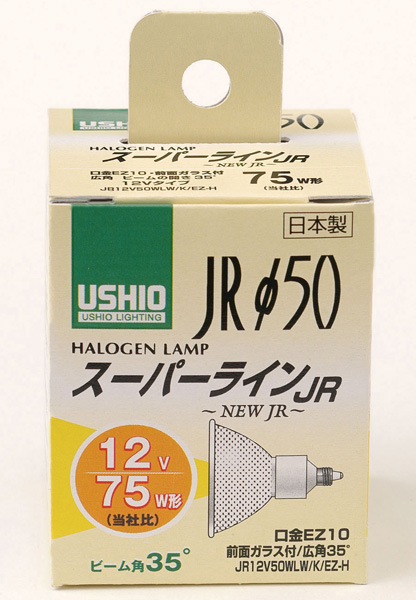 JRφ50
HALOGEN LAMP
スーパーラインJR
口金EZ10・前面ガラス付
広角 ビームの開き35°
12Vタイプ
JR12V50WLW/K/EZ-H
75W形
(当社比)
日本製
USHIO
USHIO LIGHTING
JRφ50
HALOGEN LAMP
スーパーラインJR
~NEW JR~
12V
75W形
(当社比)
ビーム角35°
口金EZ10
前面ガラス付/広角35°
JR12V50WLW/K/EZ-H